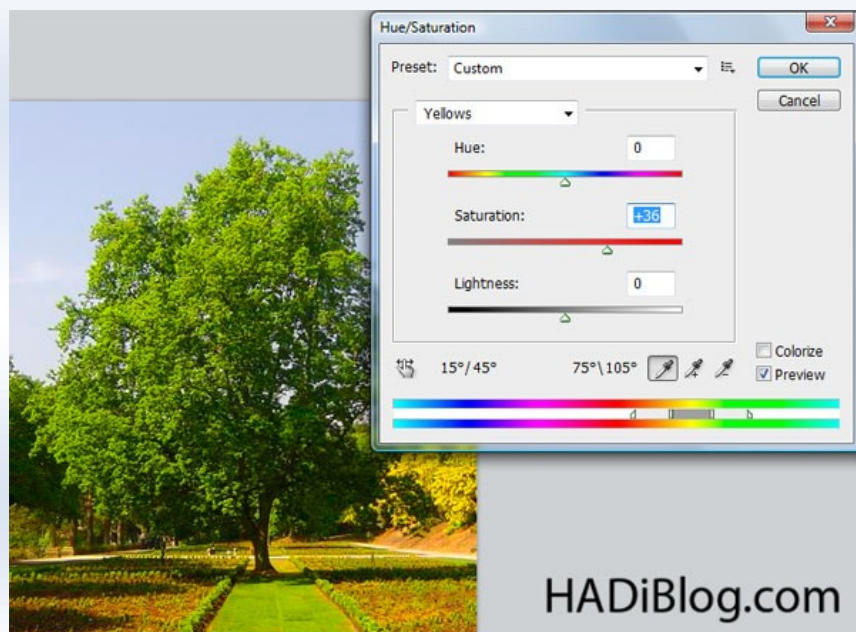 Hue/Saturation
Preset: Custom
OK
Cancel
Yellows
Hue: 0
Saturation: +36
Lightness: 0
Colorize
15°/45° 75°\105° Preview
HADiBlog.com